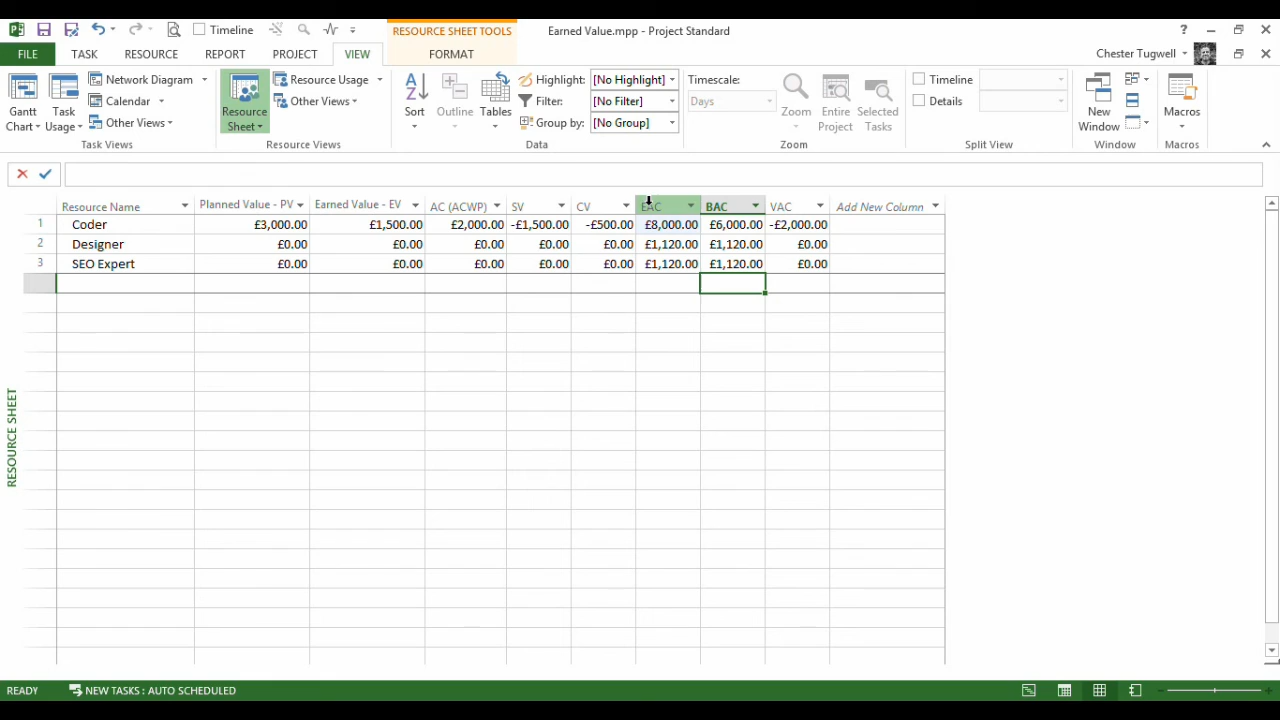 Timeline
RESOURCE SHEET TOOLS
Earned Value.mpp - Project Standard
?
FILE
TASK
RESOURCE
REPORT
PROJECT
VIEW
FORMAT
Chester Tugwell
Gantt Chart
Task Usage
Network Diagram
Calendar
Other Views
Task Views
Resource Sheet
Resource Usage
Other Views
Resource Views
Sort
Outline
Tables
Highlight: [No Highlight]
Filter: [No Filter]
Group by: [No Group]
Data
Timescale:
Days
Zoom
Entire Project
Selected Tasks
Zoom
Timeline
Details
Split View
New Window
Window
Macros
Macros
Resource Name Planned Value - PV Earned Value - EV AC (ACWP) SV CV EAC BAC VAC Add New Column
1 Coder £3,000.00 £1,500.00 £2,000.00 -£1,500.00 -£500.00 £8,000.00 £6,000.00 -£2,000.00
2 Designer £0.00 £0.00 £0.00 £0.00 £0.00 £1,120.00 £1,120.00 £0.00
3 SEO Expert £0.00 £0.00 £0.00 £0.00 £0.00 £1,120.00 £1,120.00 £0.00
RESOURCE SHEET
READY
NEW TASKS : AUTO SCHEDULED